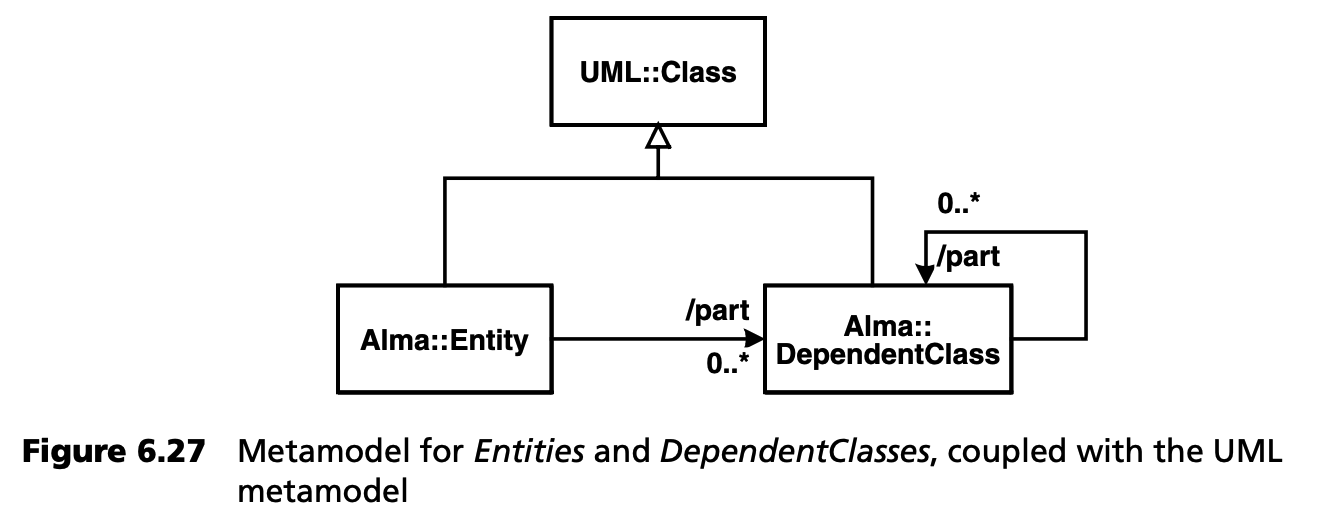 UML::Class
0..*
/part
/part
Alma::Entity
Alma::
DependentClass
0..*
Figure 6.27 Metamodel for Entities and DependentClasses, coupled with the UML
metamodel